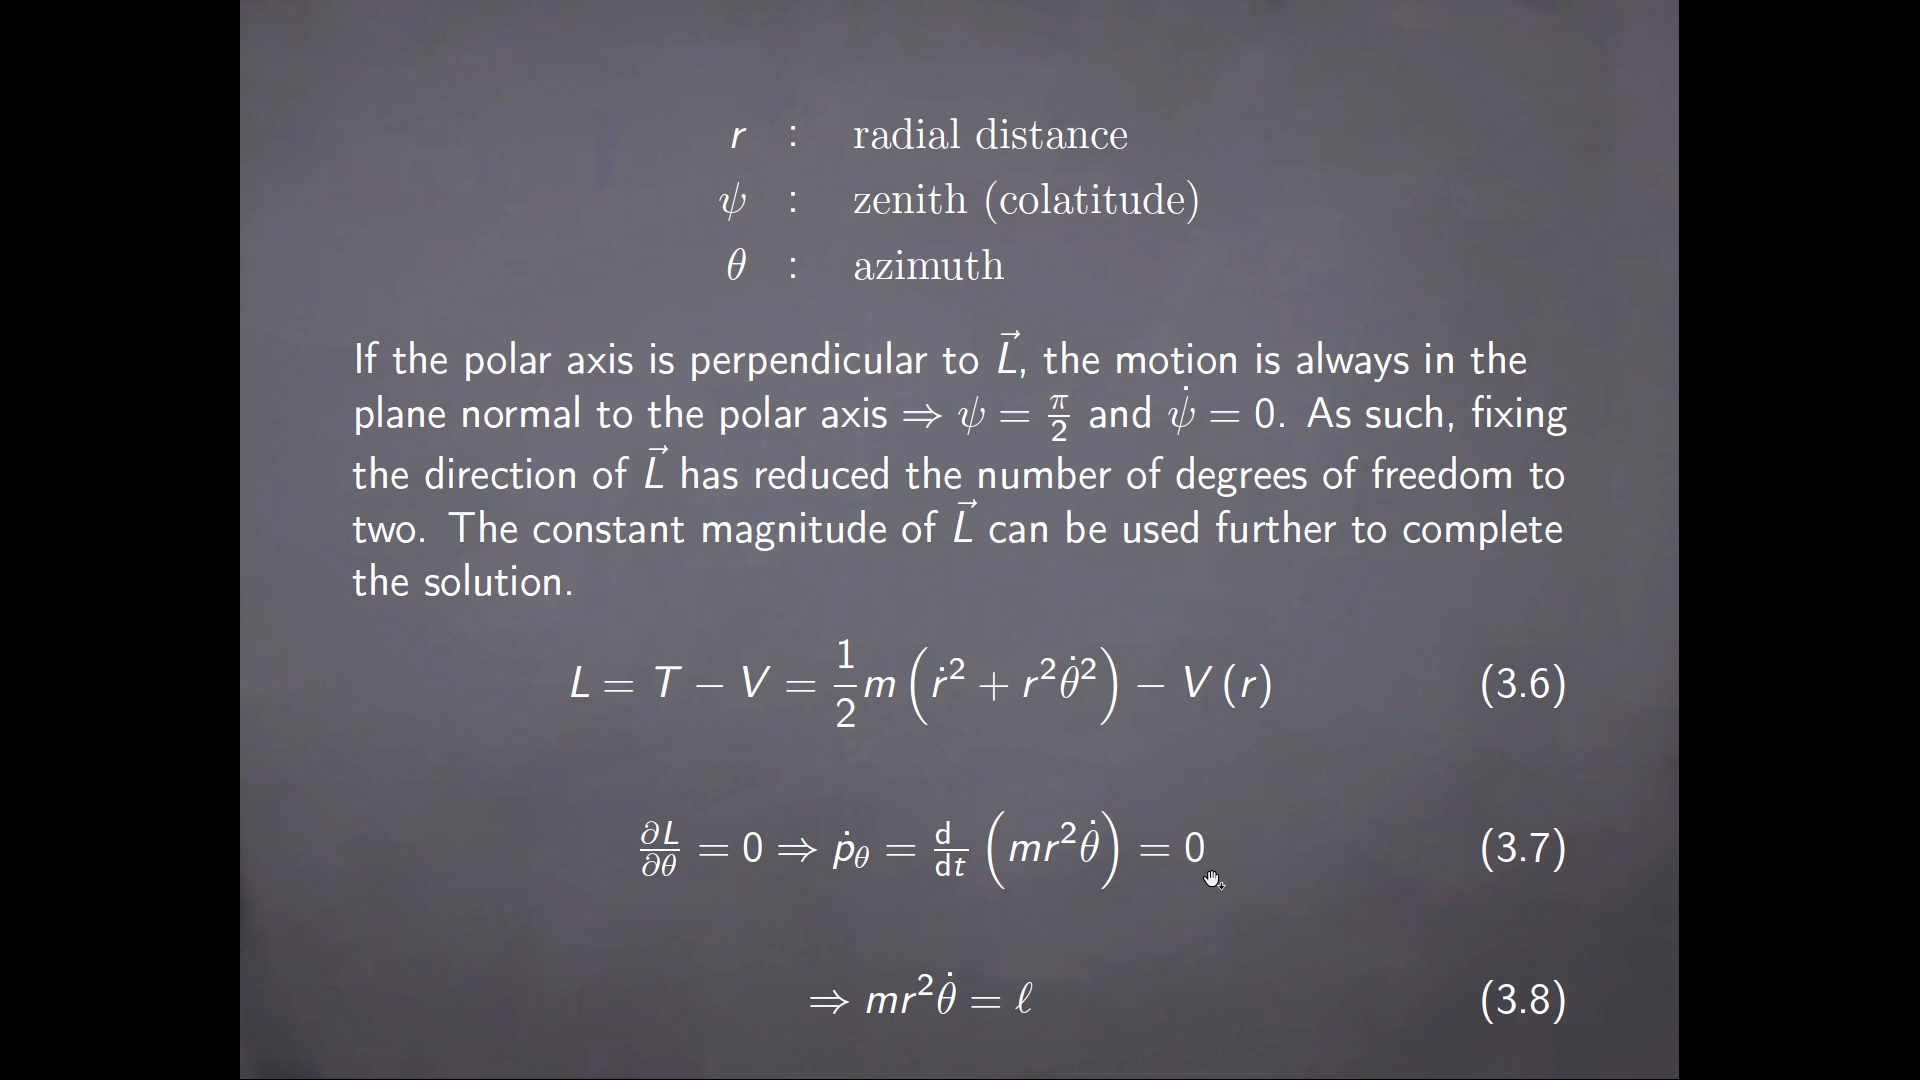 r : radial distance
ψ : zenith (colatitude)
θ : azimuth
If the polar axis is perpendicular to L⃗, the motion is always in the
plane normal to the polar axis ⇒ ψ = π/2 and ψ̇ = 0. As such, fixing
the direction of L⃗ has reduced the number of degrees of freedom to
two. The constant magnitude of L⃗ can be used further to complete
the solution.
L = T − V = 1/2 m (ṙ² + r²θ̇²) − V (r) (3.6)
∂L/∂θ = 0 ⇒ ṗ_θ = d/dt (mr²θ̇) = 0 (3.7)
⇒ mr²θ̇ = ℓ (3.8)